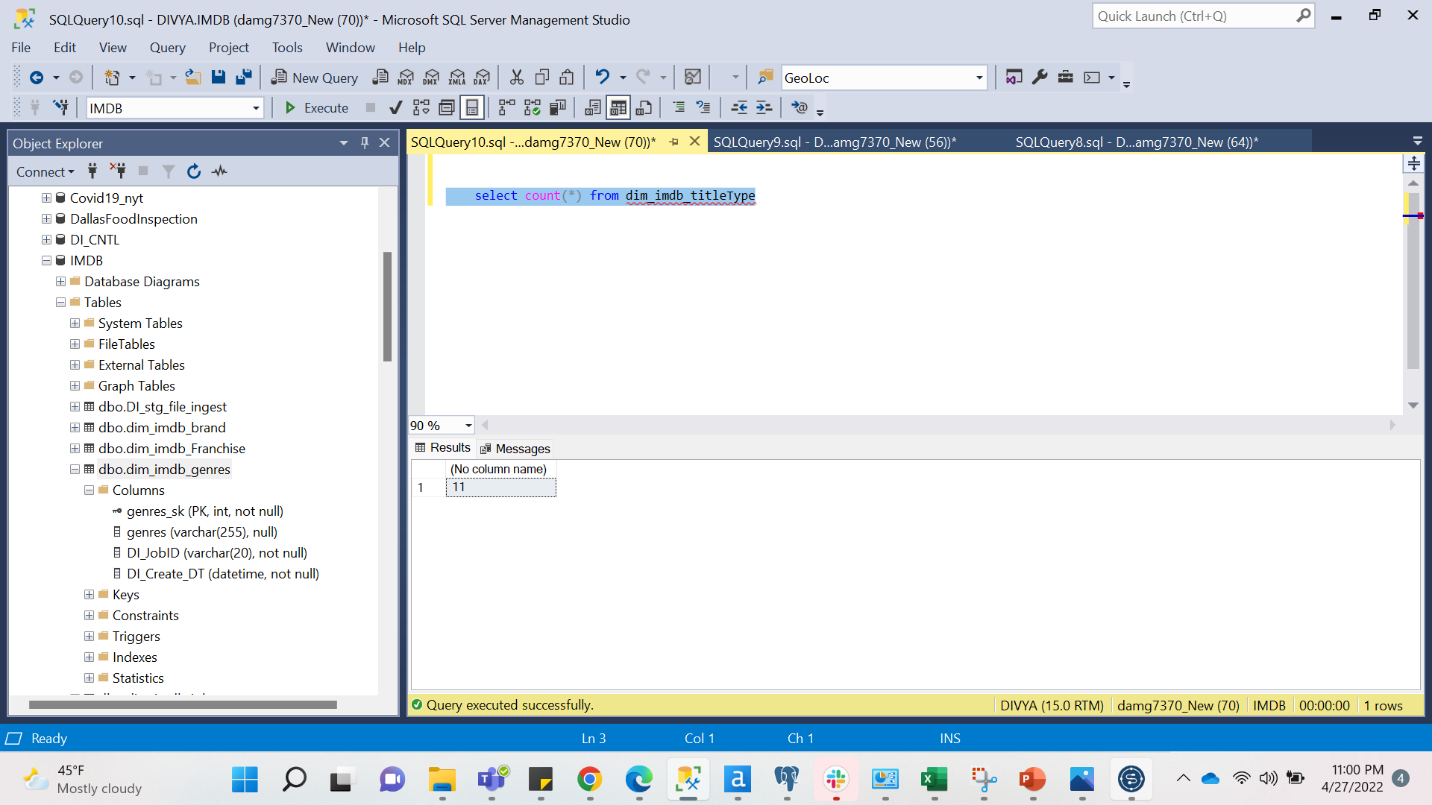 SQLQuery10.sql - DIVYA.IMDB (damg7370_New (70))* - Microsoft SQL Server Management Studio
Quick Launch (Ctrl+Q)
File Edit View Query Project Tools Window Help
New Query MDX DMX XMLA DAX GeoLoc
IMDB Execute
Object Explorer
SQLQuery10.sql -...damg7370_New (70))* SQLQuery9.sql - D...amg7370_New (56))* SQLQuery8.sql - D...amg7370_New (64))*
Connect
Covid19_nyt
DallasFoodInspection
DI_CNTL
IMDB
Database Diagrams
Tables
System Tables
FileTables
External Tables
Graph Tables
dbo.DI_stg_file_ingest
dbo.dim_imdb_brand
dbo.dim_imdb_Franchise
dbo.dim_imdb_genres
Columns
genres_sk (PK, int, not null)
genres (varchar(255), null)
DI_JobID (varchar(20), not null)
DI_Create_DT (datetime, not null)
Keys
Constraints
Triggers
Indexes
Statistics
select count(*) from dim_imdb_titleType
90 %
Results Messages
(No column name)
1 11
Query executed successfully. DIVYA (15.0 RTM) damg7370_New (70) IMDB 00:00:00 1 rows
Ready Ln 3 Col 1 Ch 1 INS
45°F
Mostly cloudy
11:00 PM
4/27/2022
4